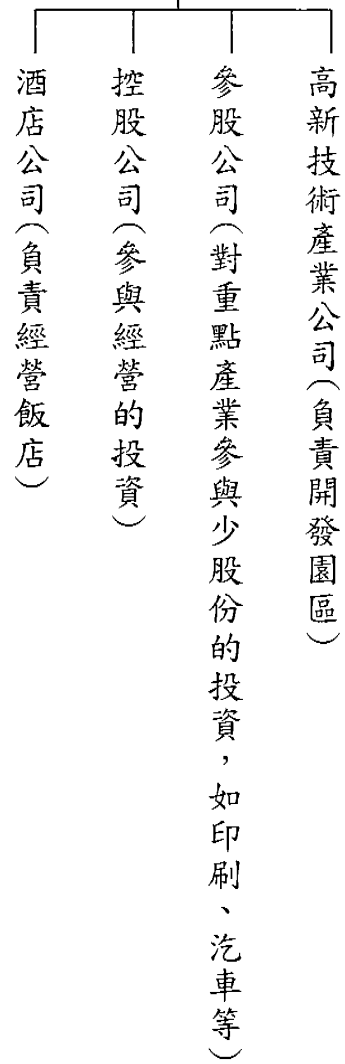 高新技術產業公司（負責開發園區）
參股公司（對重點產業參與少股份的投資，如印刷、汽車等）
控股公司（參與經營的投資）
酒店公司（負責經營飯店）